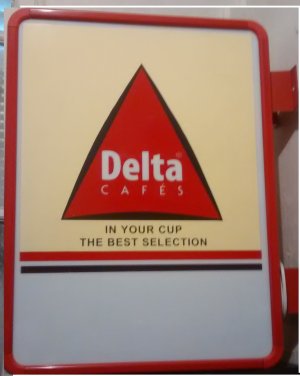 Delta®
CAFÉS
IN YOUR CUP
THE BEST SELECTION